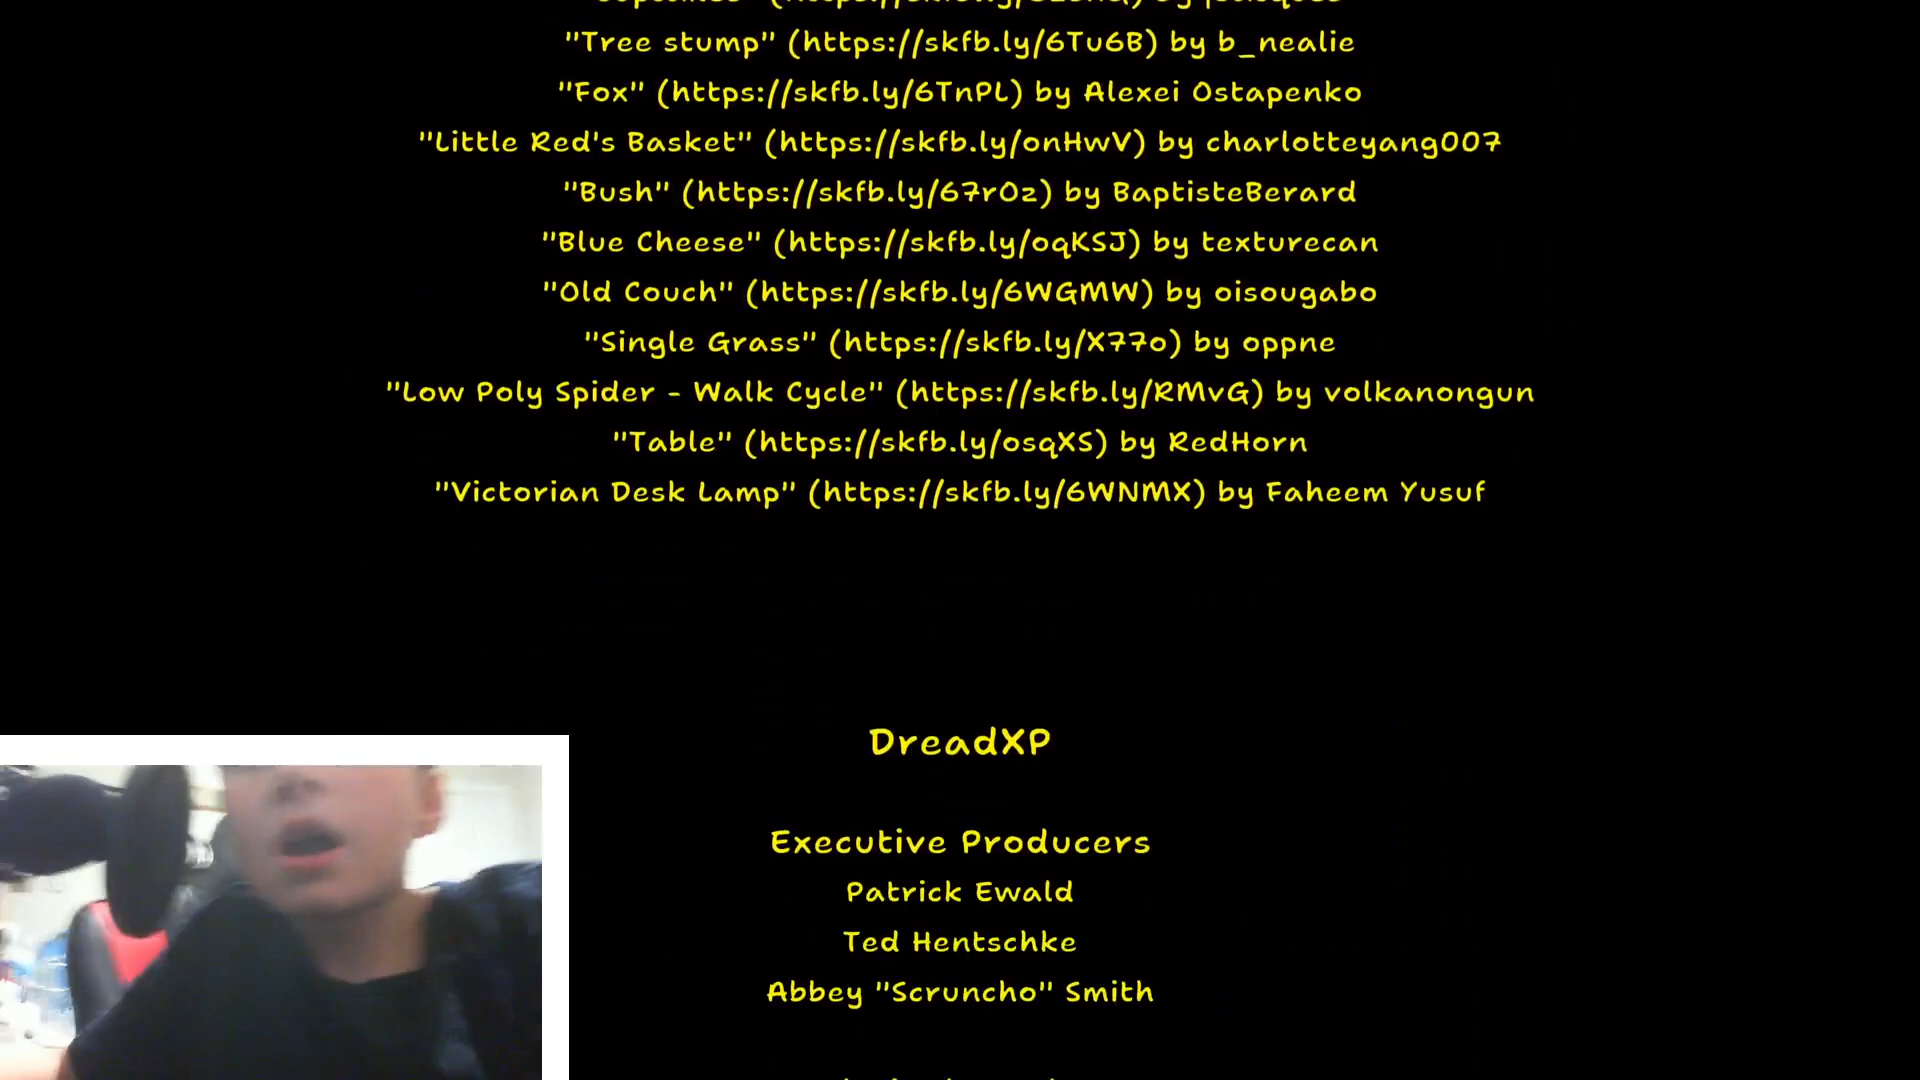 "Tree stump" (https://skfb.ly/6Tu6B) by b_nealie
"Fox" (https://skfb.ly/6TnPL) by Alexei Ostapenko
"Little Red's Basket" (https://skfb.ly/onHwV) by charlotteyang007
"Bush" (https://skfb.ly/67rOz) by BaptisteBerard
"Blue Cheese" (https://skfb.ly/oqKSJ) by texturecan
"Old Couch" (https://skfb.ly/6WGMW) by oisougabo
"Single Grass" (https://skfb.ly/X77o) by oppne
"Low Poly Spider - Walk Cycle" (https://skfb.ly/RMvG) by volkanongun
"Table" (https://skfb.ly/osqXS) by RedHorn
"Victorian Desk Lamp" (https://skfb.ly/6WNMX) by Faheem Yusuf
DreadXP
Executive Producers
Patrick Ewald
Ted Hentschke
Abbey "Scruncho" Smith